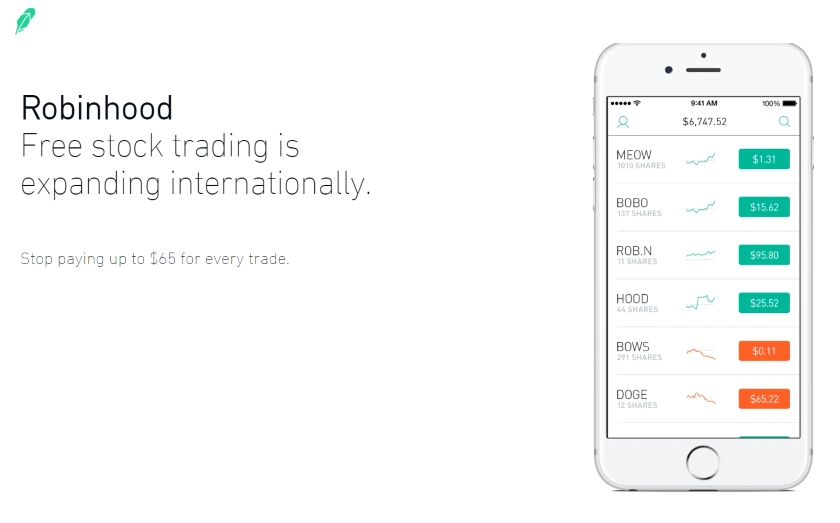 Robinhood
Free stock trading is
expanding internationally.
Stop paying up to $65 for every trade.
9:41 AM
100%
$6,747.52
MEOW
1010 SHARES
$1.31
BOBO
137 SHARES
$15.62
ROB.N
11 SHARES
$95.80
HOOD
44 SHARES
$25.52
BOWS
291 SHARES
$0.11
DOGE
12 SHARES
$65.22